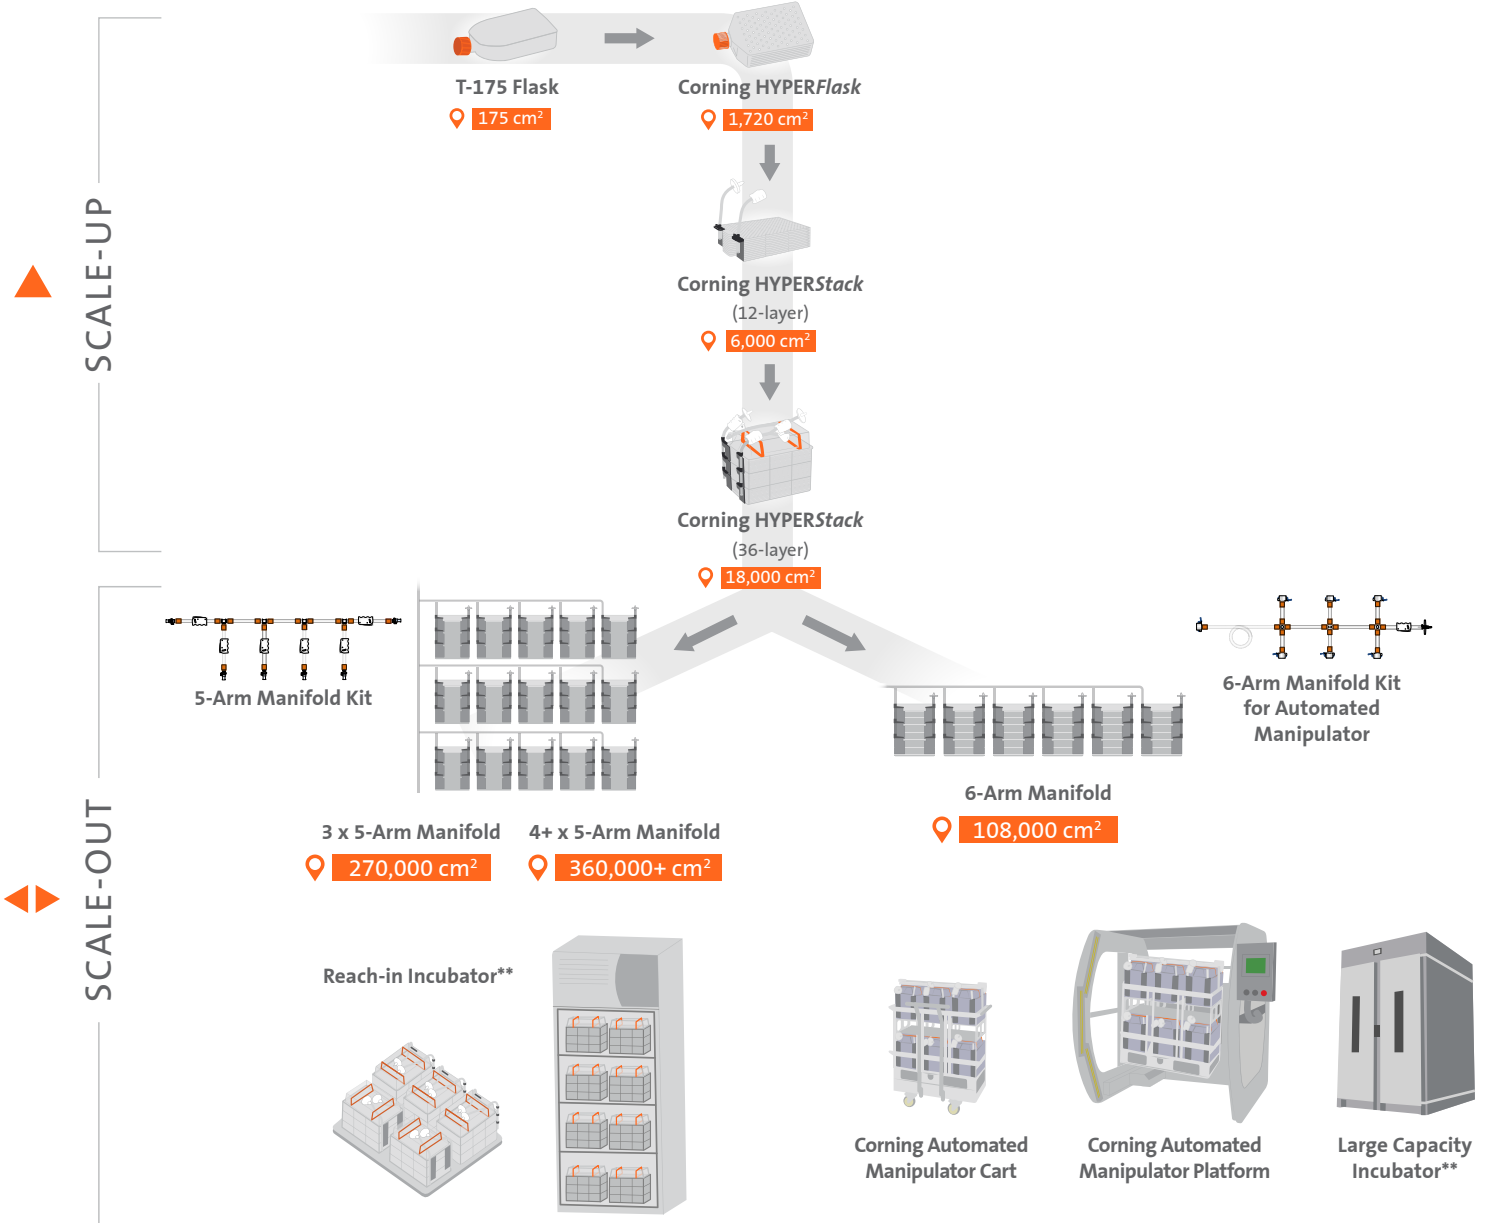 SCALE-UP
T-175 Flask
175 cm²
Corning HYPERFlask
1,720 cm²
Corning HYPERStack
(12-layer)
6,000 cm²
Corning HYPERStack
(36-layer)
18,000 cm²
SCALE-OUT
5-Arm Manifold Kit
3 x 5-Arm Manifold
270,000 cm²
4+ x 5-Arm Manifold
360,000+ cm²
6-Arm Manifold
108,000 cm²
6-Arm Manifold Kit
for Automated
Manipulator
Reach-in Incubator**
Corning Automated
Manipulator Cart
Corning Automated
Manipulator Platform
Large Capacity
Incubator**